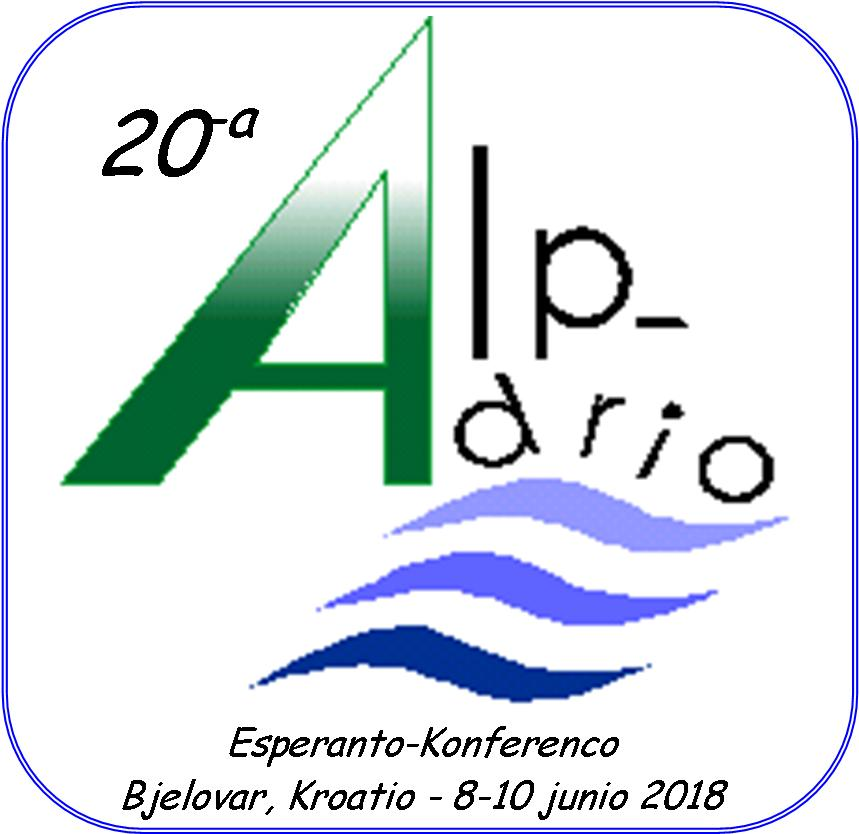 20-a
Alp-
Adrio
Esperanto-Konferenco
Bjelovar, Kroatio - 8-10 junio 2018